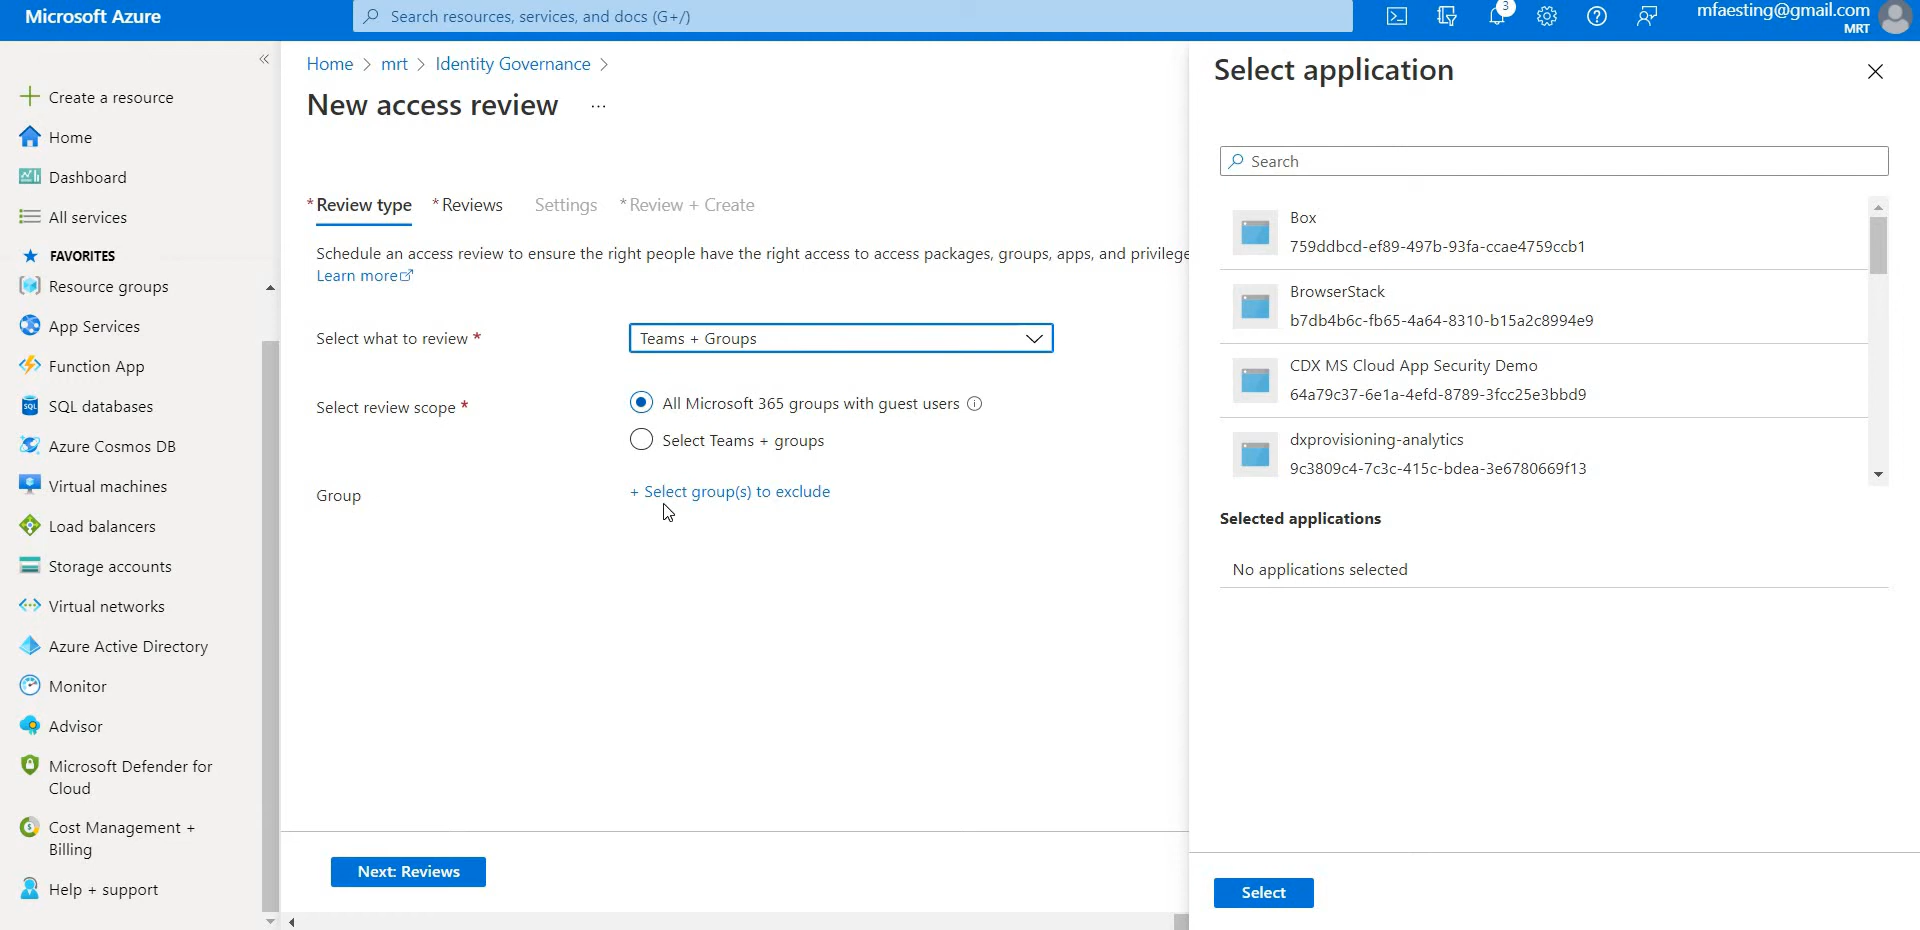 Microsoft Azure
Search resources, services, and docs (G+/)
3
mfaesting@gmail.com
MRT
«
Create a resource
Home
Dashboard
All services
FAVORITES
Resource groups
App Services
Function App
SQL databases
Azure Cosmos DB
Virtual machines
Load balancers
Storage accounts
Virtual networks
Azure Active Directory
Monitor
Advisor
Microsoft Defender for
Cloud
Cost Management +
Billing
Help + support
Home > mrt > Identity Governance >
New access review ...
*Review type *Reviews Settings *Review + Create
Schedule an access review to ensure the right people have the right access to access packages, groups, apps, and privilege
Learn more
Select what to review * Teams + Groups
Select review scope * All Microsoft 365 groups with guest users
Select Teams + groups
Group + Select group(s) to exclude
Next: Reviews
Select application
Search
Box
759ddbcd-ef89-497b-93fa-ccae4759ccb1
BrowserStack
b7db4b6c-fb65-4a64-8310-b15a2c8994e9
CDX MS Cloud App Security Demo
64a79c37-6e1a-4efd-8789-3fcc25e3bbd9
dxprovisioning-analytics
9c3809c4-7c3c-415c-bdea-3e6780669f13
Selected applications
No applications selected
Select